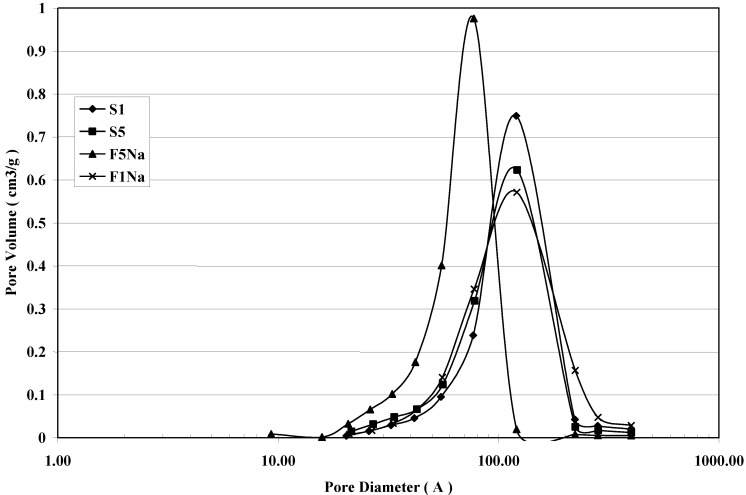 1
0.9
0.8
0.7
0.6
0.5
0.4
0.3
0.2
0.1
0
Pore Volume ( cm3/g )
S1
S5
F5Na
F1Na
1.00 10.00 100.00 1000.00
Pore Diameter ( A )